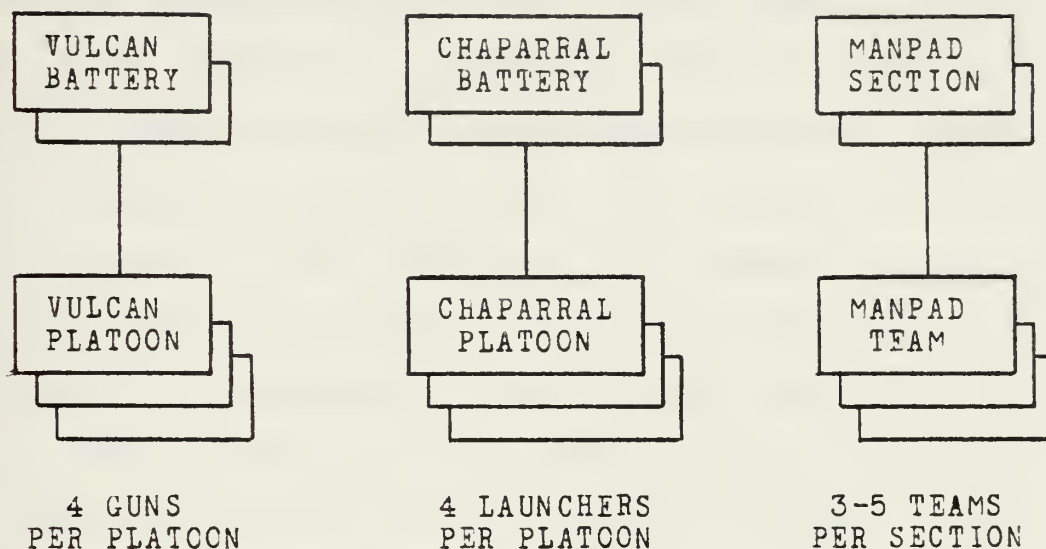 VULCAN
BATTERY
CHAPARRAL
BATTERY
MANPAD
SECTION
VULCAN
PLATOON
CHAPARRAL
PLATOON
MANPAD
TEAM
4 GUNS
PER PLATOON
4 LAUNCHERS
PER PLATOON
3-5 TEAMS
PER SECTION